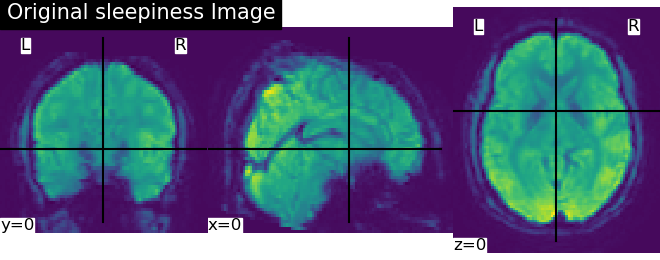 Original sleepiness Image
L R
L R
y=0
x=0
z=0